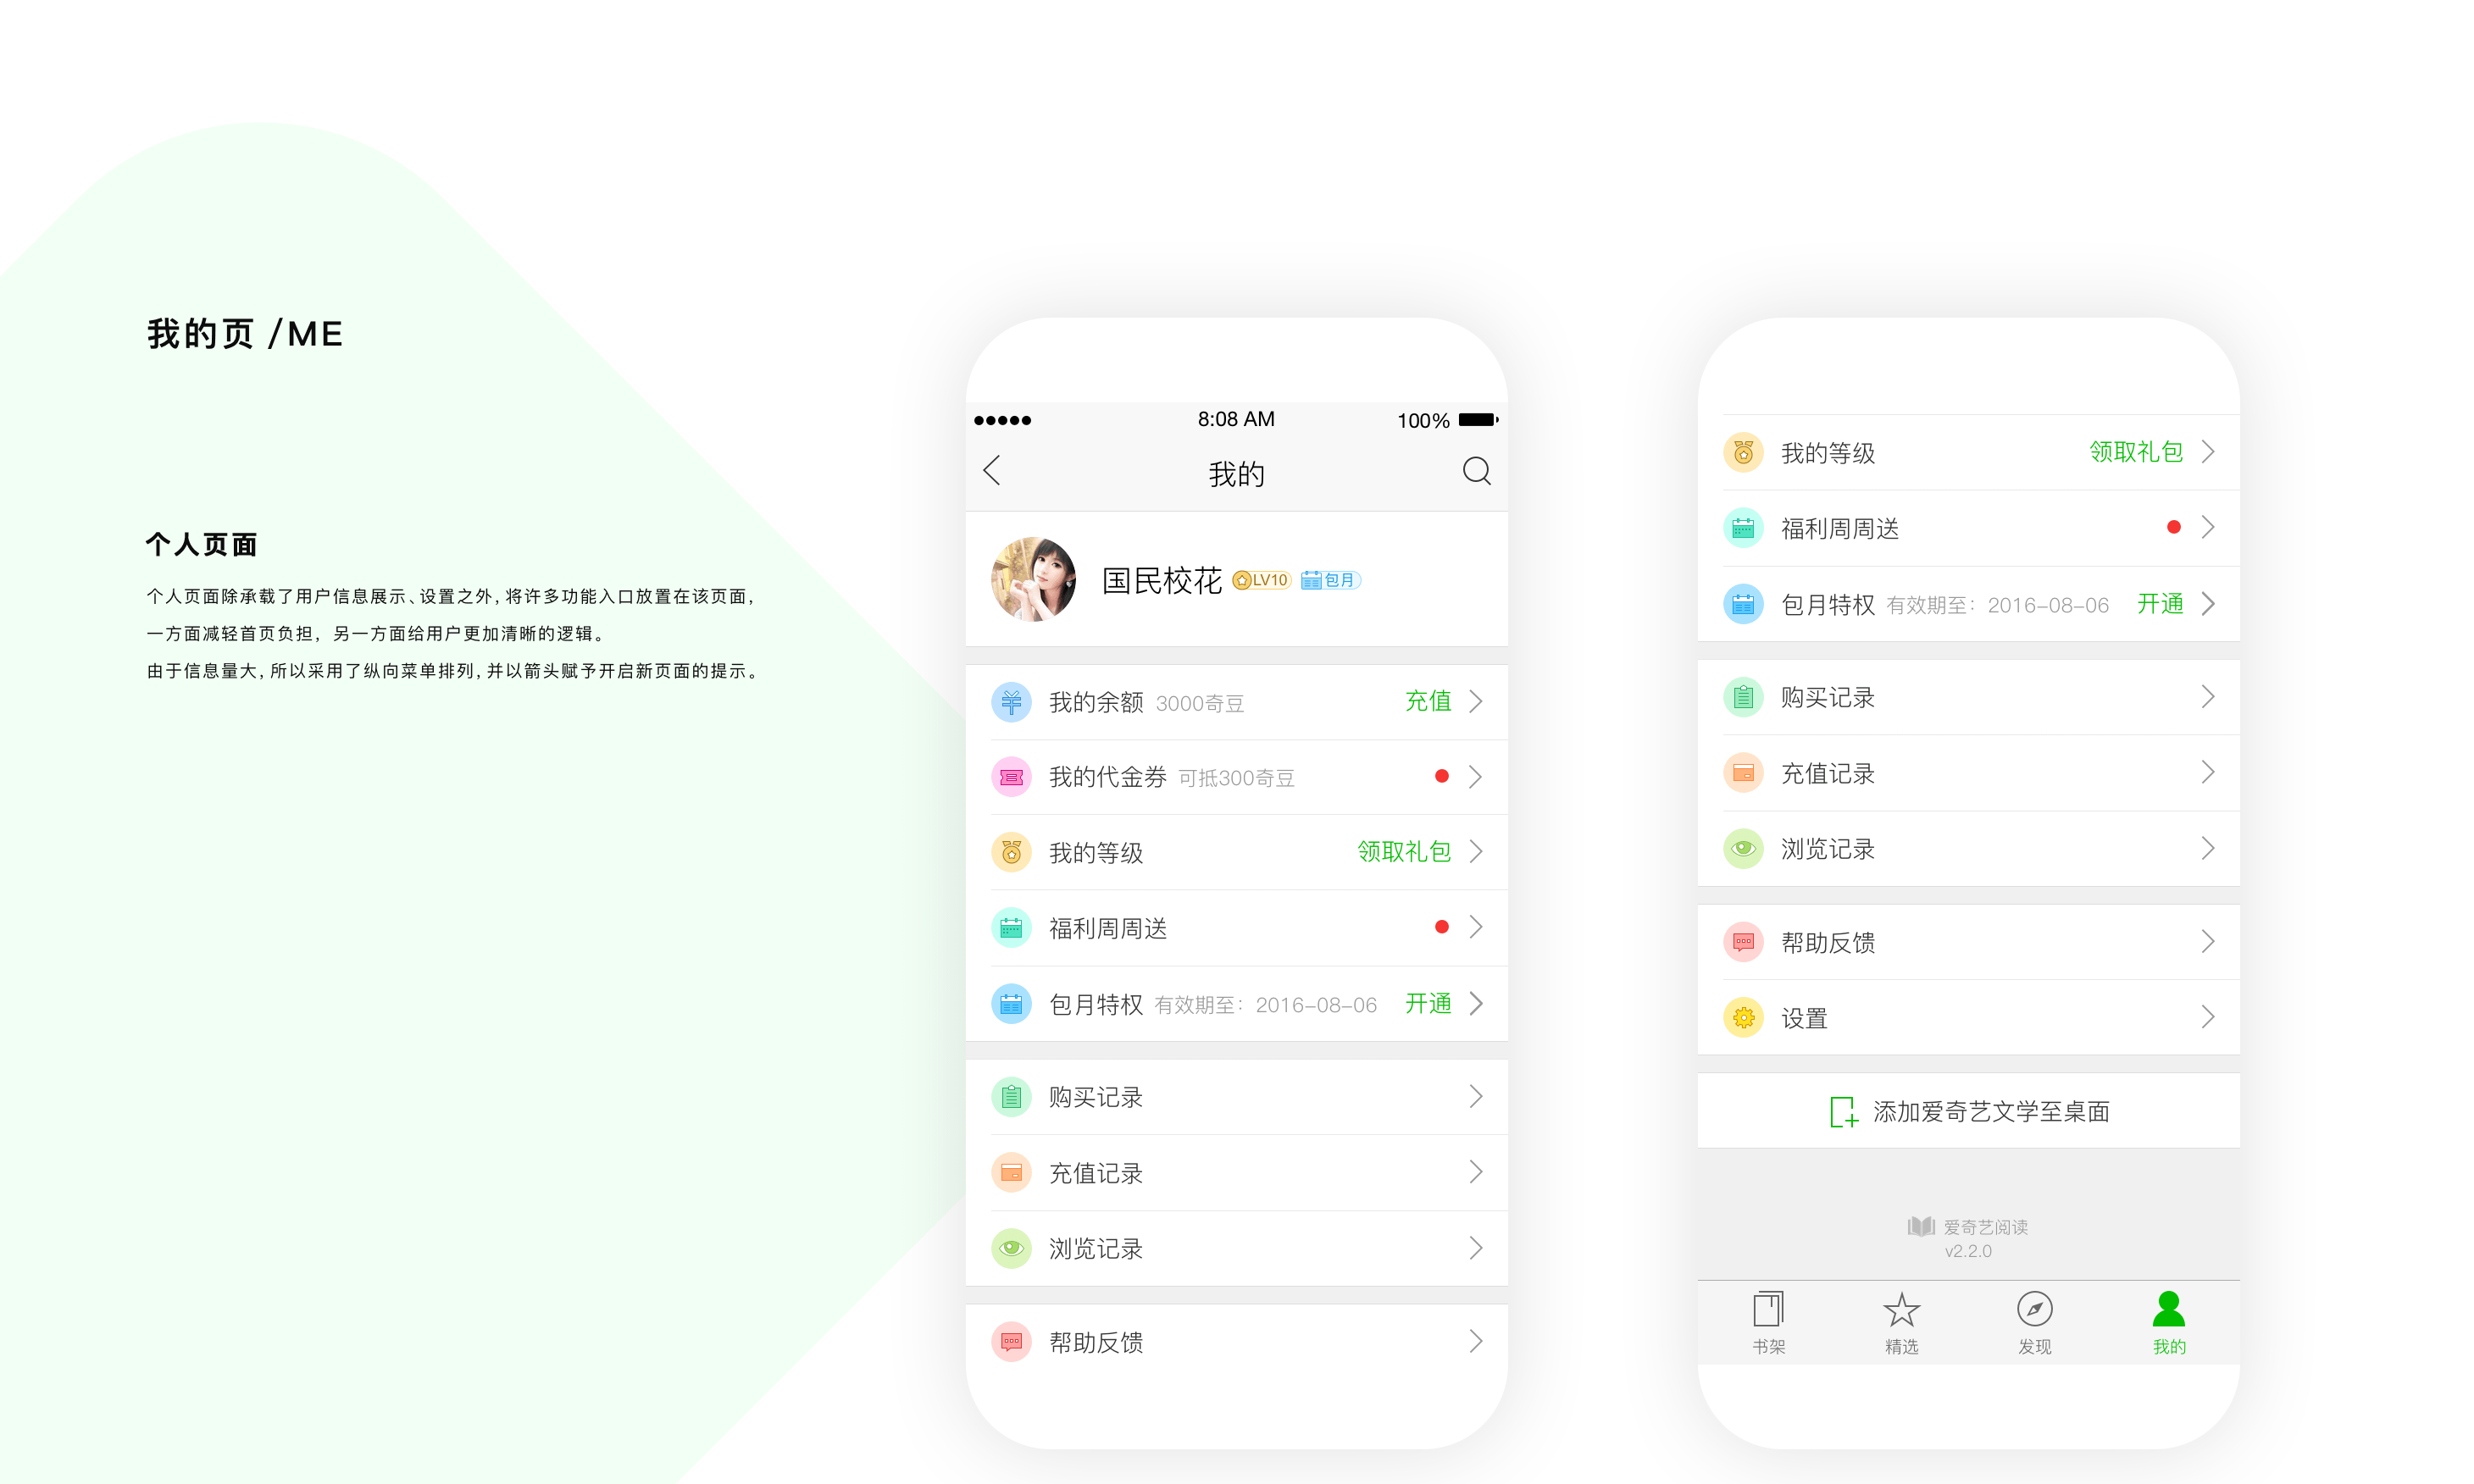 我的页 /ME
个人页面
个人页面除承载了用户信息展示、设置之外, 将许多功能入口放置在该页面,
一方面减轻首页负担, 另一方面给用户更加清晰的逻辑。
由于信息量大, 所以采用了纵向菜单排列, 并以箭头赋予开启新页面的提示。
8:08 AM 100%
我的
国民校花 LV10 包月
我的余额 3000奇豆 充值
我的代金券 可抵300奇豆
我的等级 领取礼包
福利周周送
包月特权 有效期至: 2016-08-06 开通
购买记录
充值记录
浏览记录
帮助反馈
我的等级 领取礼包
福利周周送
包月特权 有效期至: 2016-08-06 开通
购买记录
充值记录
浏览记录
帮助反馈
设置
添加爱奇艺文学至桌面
爱奇艺阅读
v2.2.0
书架 精选 发现 我的